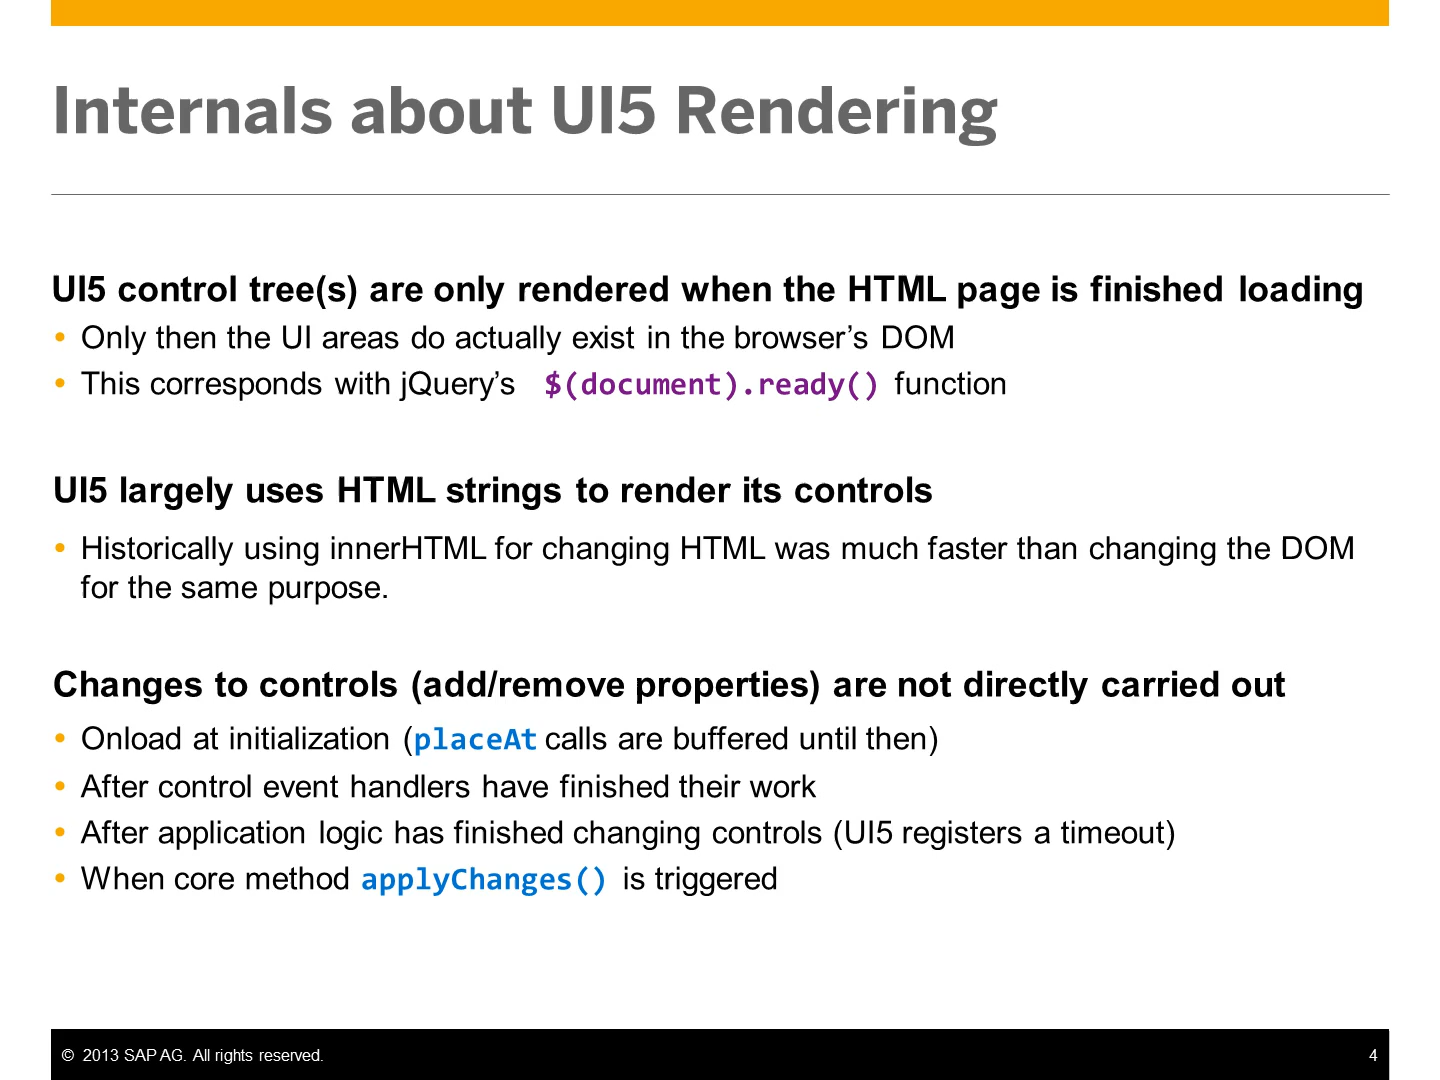 Internals about UI5 Rendering
UI5 control tree(s) are only rendered when the HTML page is finished loading
• Only then the UI areas do actually exist in the browser’s DOM
• This corresponds with jQuery’s $(document).ready() function
UI5 largely uses HTML strings to render its controls
• Historically using innerHTML for changing HTML was much faster than changing the DOM
for the same purpose.
Changes to controls (add/remove properties) are not directly carried out
• Onload at initialization (placeAt calls are buffered until then)
• After control event handlers have finished their work
• After application logic has finished changing controls (UI5 registers a timeout)
• When core method applyChanges() is triggered
© 2013 SAP AG. All rights reserved. 4